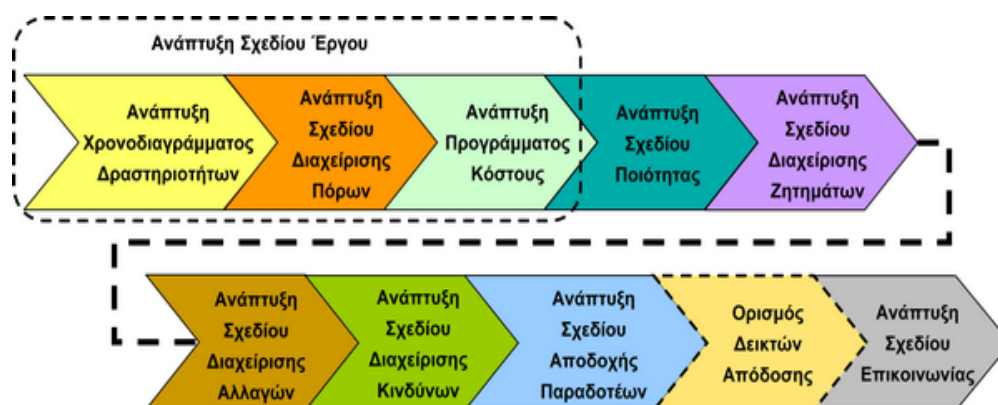 Ανάπτυξη Σχεδίου Έργου
Ανάπτυξη
Χρονοδιαγράμματος
Δραστηριοτήτων
Ανάπτυξη
Σχεδίου
Διαχείρισης
Πόρων
Ανάπτυξη
Προγράμματος
Κόστους
Ανάπτυξη
Σχεδίου
Ποιότητας
Ανάπτυξη
Σχεδίου
Διαχείρισης
Ζητημάτων
Ανάπτυξη
Σχεδίου
Διαχείρισης
Αλλαγών
Ανάπτυξη
Σχεδίου
Διαχείρισης
Κινδύνων
Ανάπτυξη
Σχεδίου
Αποδοχής
Παραδοτέων
Ορισμός
Δεικτών
Απόδοσης
Ανάπτυξη
Σχεδίου
Επικοινωνίας